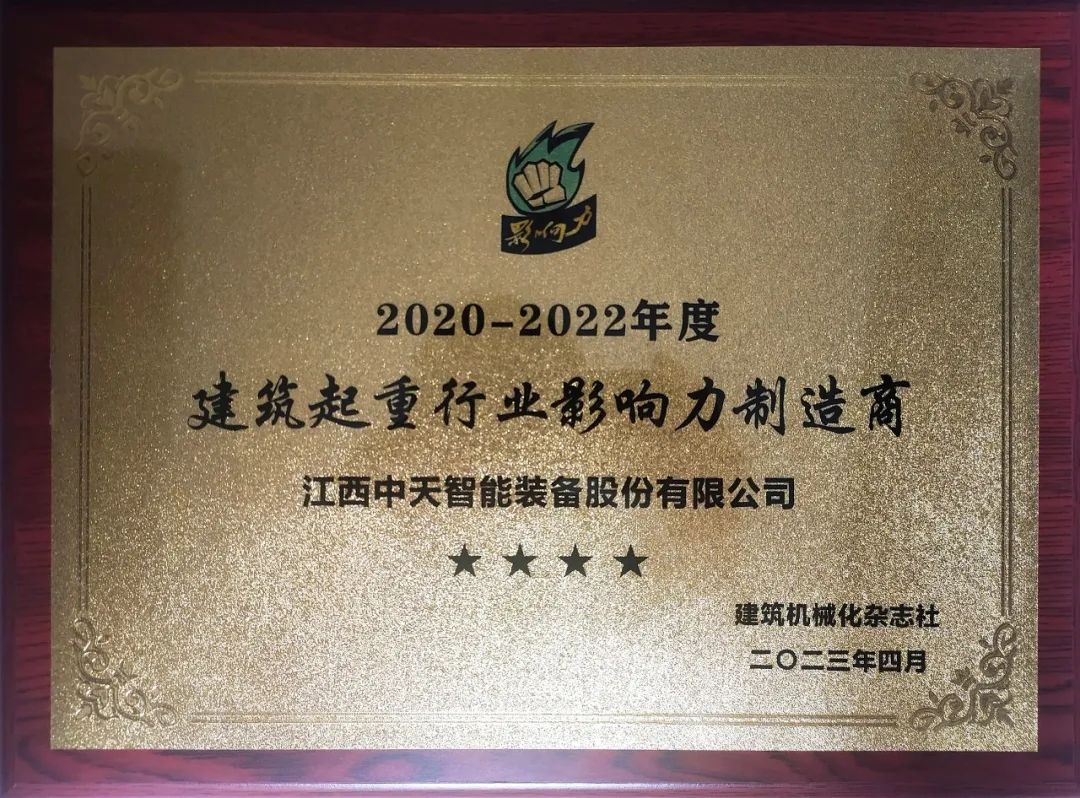 影响力
2020-2022年度
建筑起重行业影响力制造商
江西中天智能装备股份有限公司
★★★★
建筑机械化杂志社
二〇二三年四月